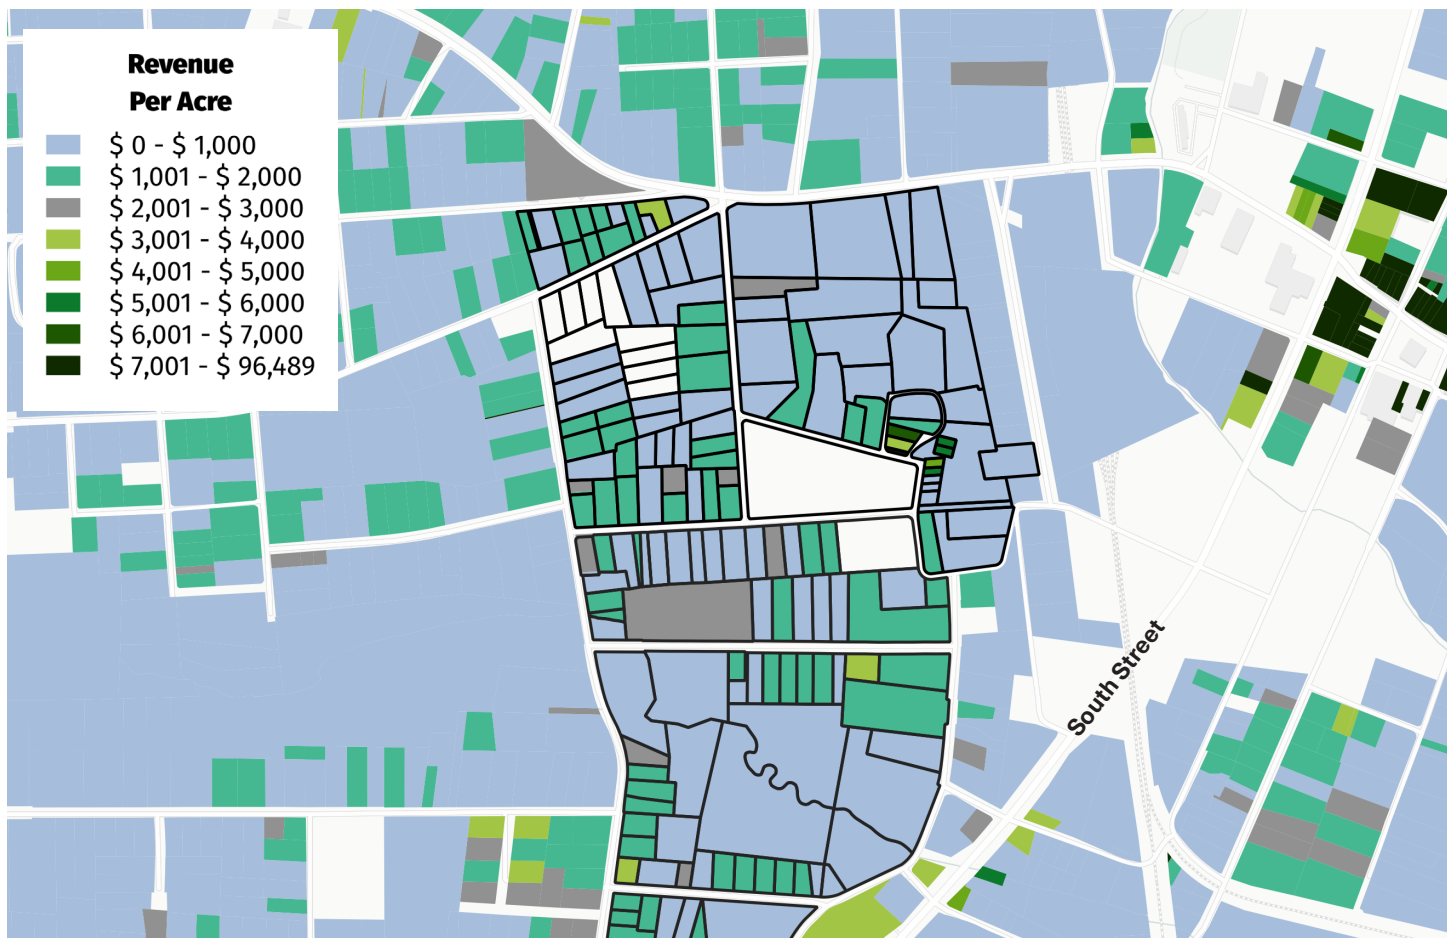 Revenue
Per Acre
$ 0 - $ 1,000
$ 1,001 - $ 2,000
$ 2,001 - $ 3,000
$ 3,001 - $ 4,000
$ 4,001 - $ 5,000
$ 5,001 - $ 6,000
$ 6,001 - $ 7,000
$ 7,001 - $ 96,489
South Street